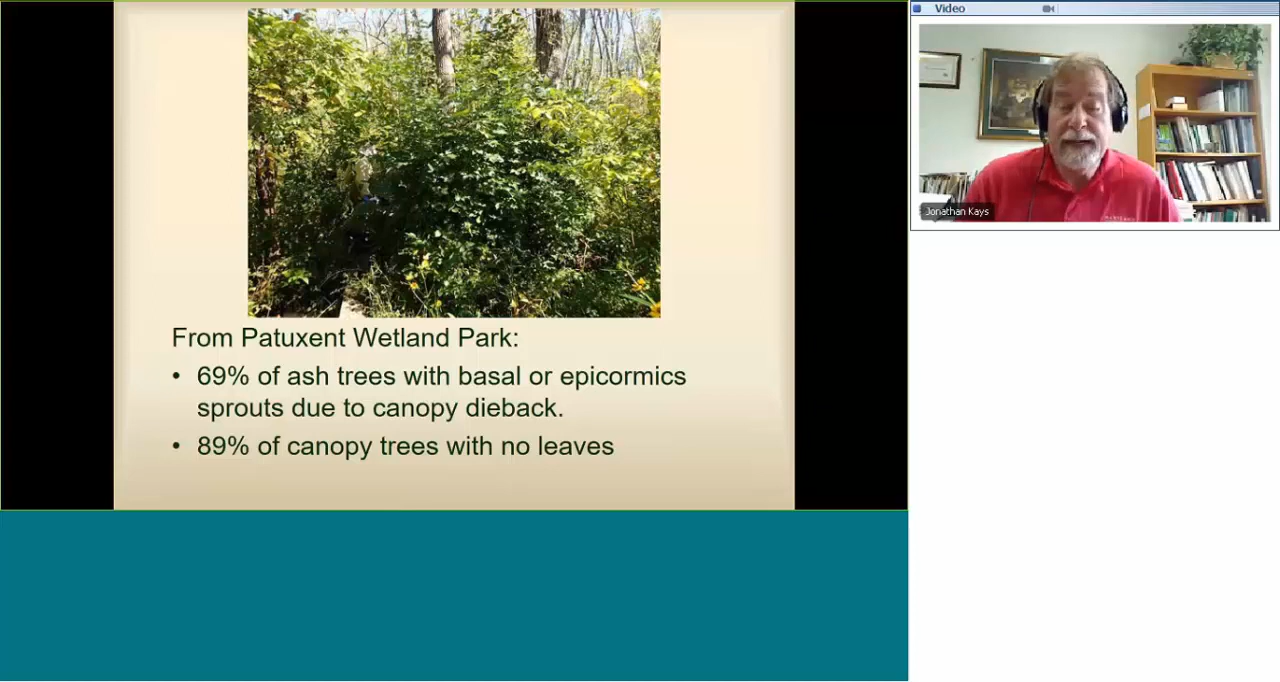 Video
Jonathan Kays
From Patuxent Wetland Park:
• 69% of ash trees with basal or epicormics
sprouts due to canopy dieback.
• 89% of canopy trees with no leaves